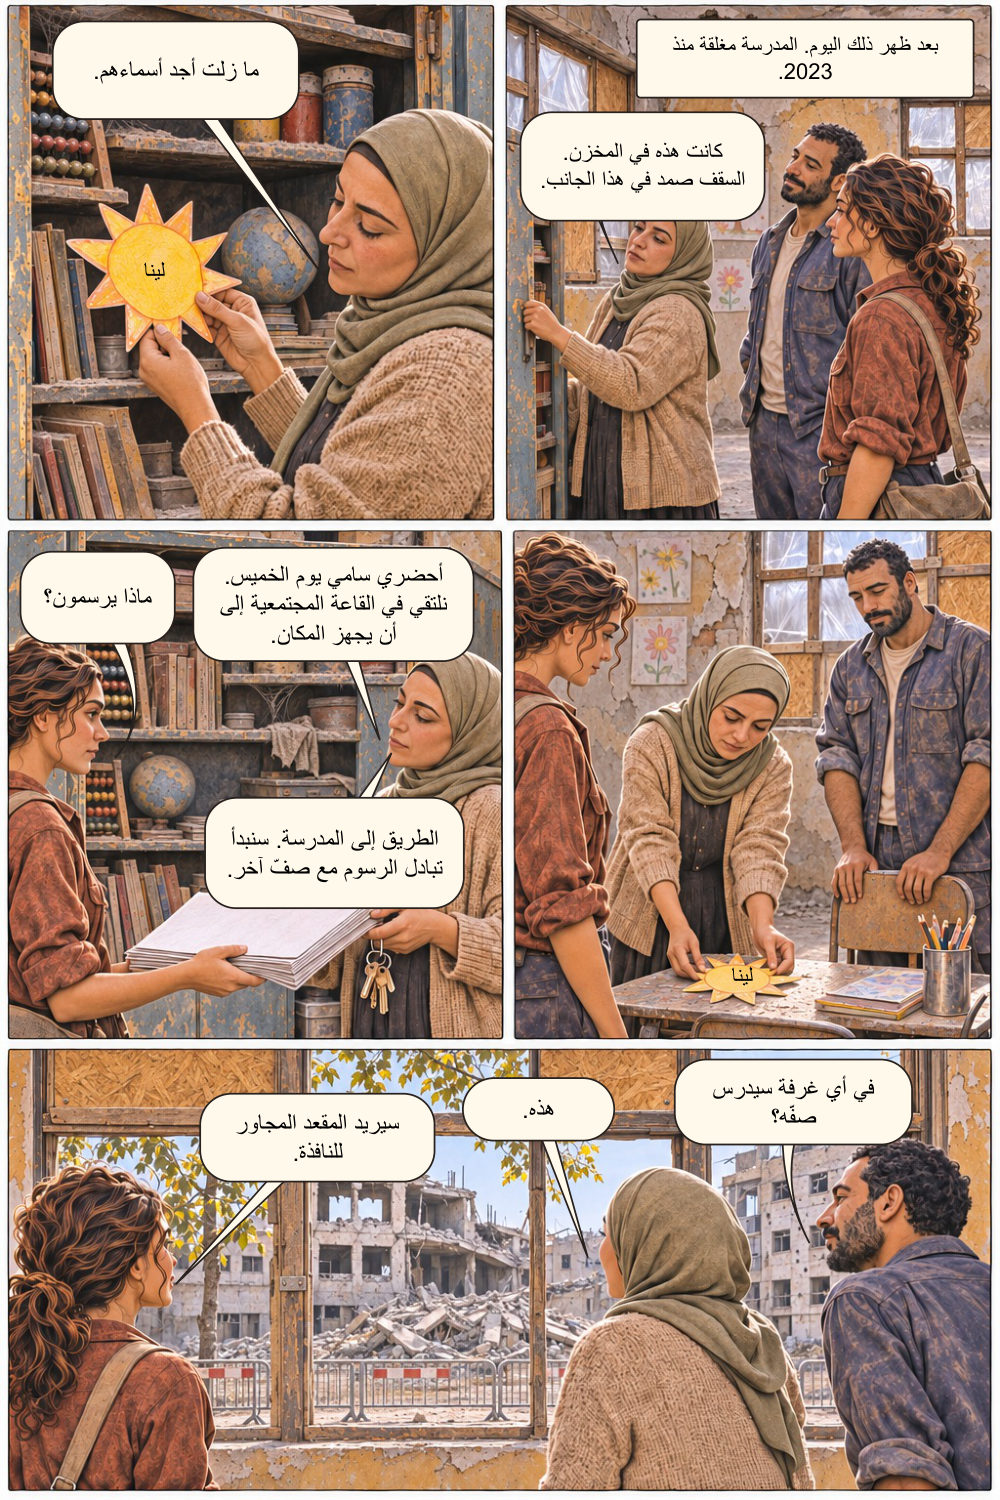 بعد ظهر ذلك اليوم. المدرسة مغلقة منذ
2023.
كانت هذه في المخزن.
السقف صمد في هذا الجانب.
ما زلت أجد أسماءهم.
لينا
لينا
أحضري سامي يوم الخميس.
نلتقي في القاعة المجتمعية إلى
أن يجهز المكان.
ماذا يرسمون؟
الطريق إلى المدرسة. سنبدأ
تبادل الرسوم مع صفّ آخر.
في أي غرفة سيدرس
صفّه؟
هذه.
سيريد المقعد المجاور
للنافذة.